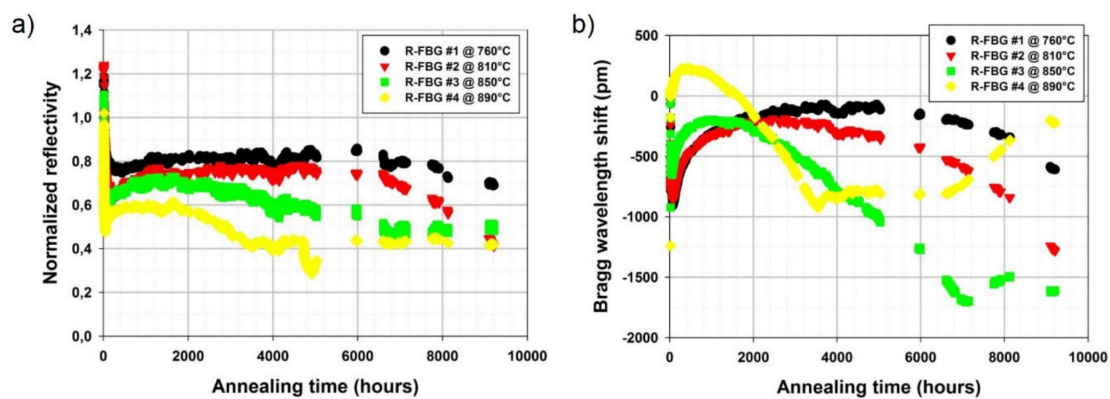 a)
1,4
1,2
1,0
0,8
0,6
0,4
0,2
0,0
Normalized reflectivity
R-FBG #1 @ 760°C
R-FBG #2 @ 810°C
R-FBG #3 @ 850°C
R-FBG #4 @ 890°C
0
2000
4000
6000
8000
10000
Annealing time (hours)
b)
500
0
-500
-1000
-1500
-2000
Bragg wavelength shift (pm)
R-FBG #1 @ 760°C
R-FBG #2 @ 810°C
R-FBG #3 @ 850°C
R-FBG #4 @ 890°C
0
2000
4000
6000
8000
10000
Annealing time (hours)